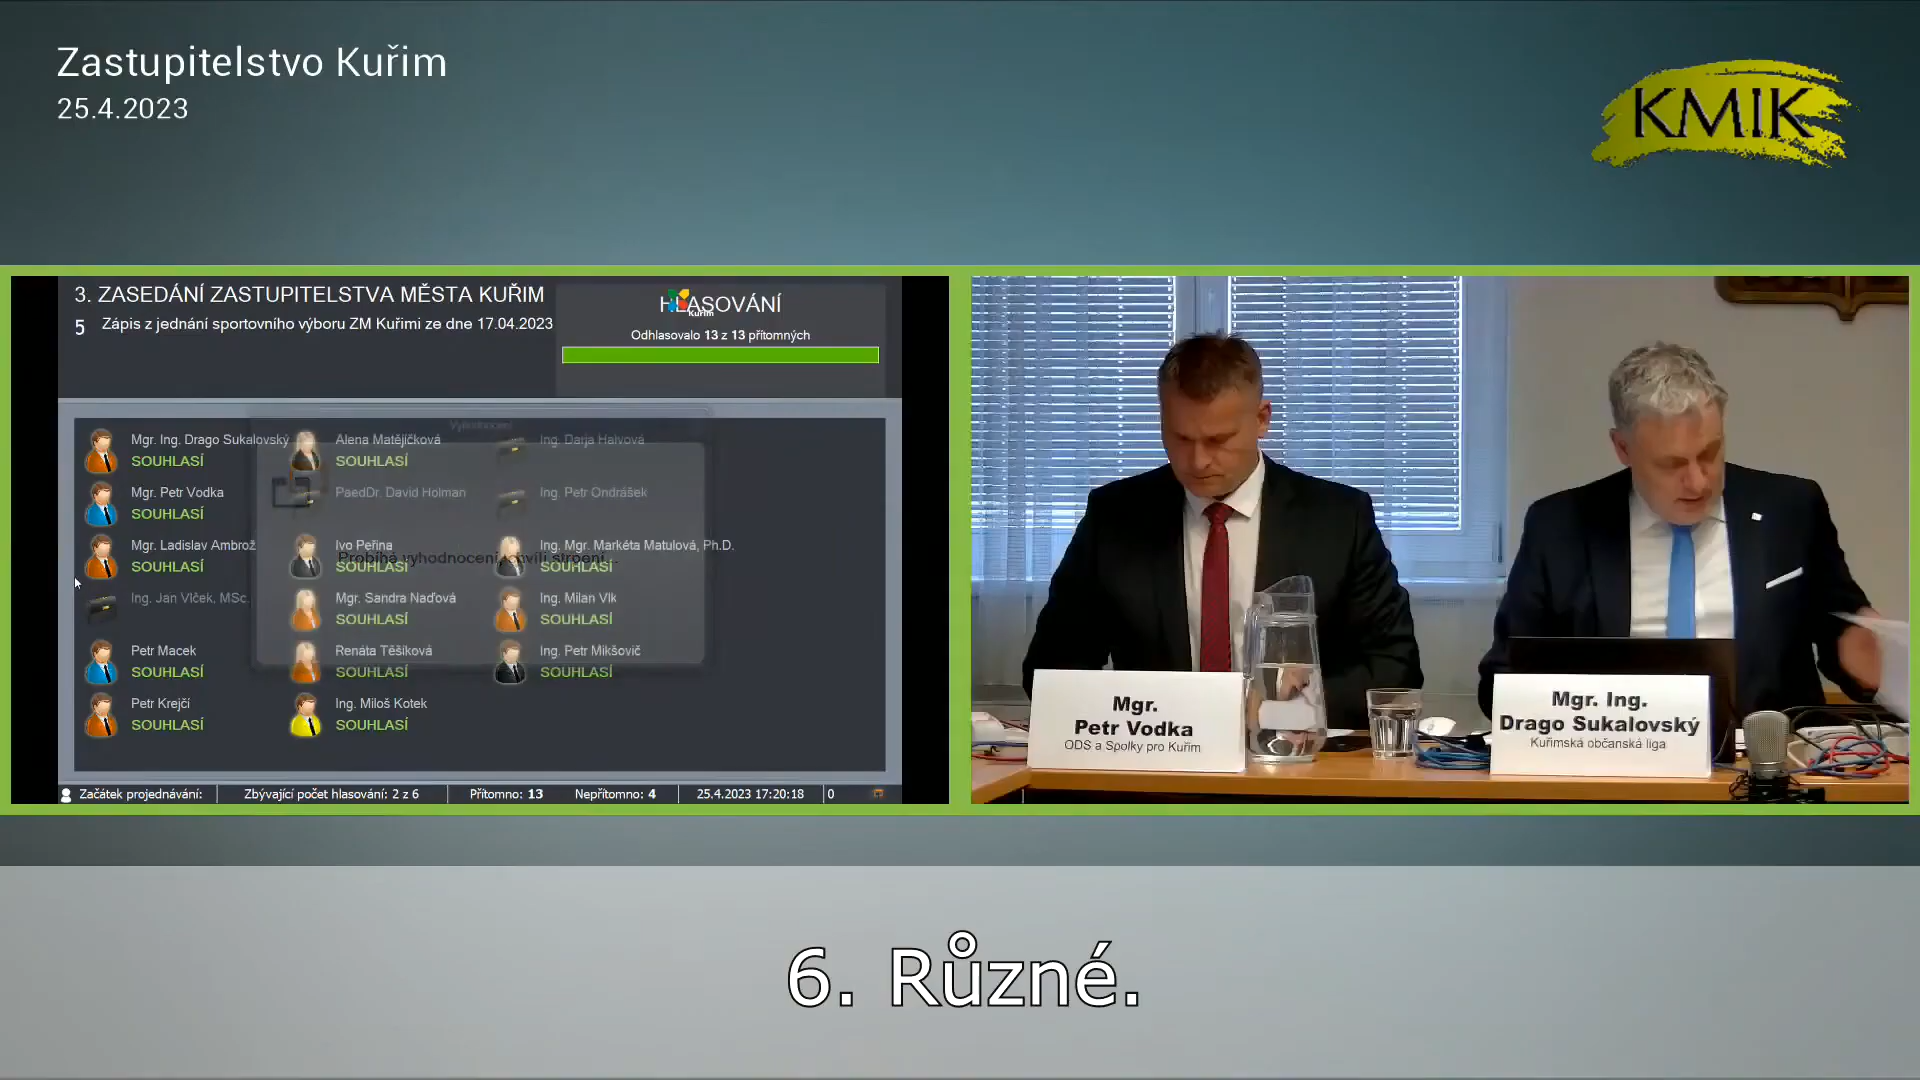 Zastupitelstvo Kuřim
25.4.2023
KMIK
3. ZASEDÁNÍ ZASTUPITELSTVA MĚSTA KUŘIM
5 Zápis z jednání sportovního výboru ZM Kuřimi ze dne 17.04.2023
HLASOVÁNÍ
Kuřim
Odhlasovalo 13 z 13 přítomných
Vyhodnocení
Mgr. Ing. Drago Sukalovský
SOUHLASÍ
Mgr. Petr Vodka
SOUHLASÍ
Mgr. Ladislav Ambrož
SOUHLASÍ
Ing. Jan Vlček, MSc.
Petr Macek
SOUHLASÍ
Petr Krejčí
SOUHLASÍ
Alena Matějíčková
SOUHLASÍ
PaedDr. David Holman
Ivo Peřina
SOUHLASÍ
Mgr. Sandra Naďová
SOUHLASÍ
Renáta Těšíková
SOUHLASÍ
Ing. Miloš Kotek
SOUHLASÍ
Ing. Darja Halvová
Ing. Petr Ondrášek
Ing. Mgr. Markéta Matulová, Ph.D.
SOUHLASÍ
Ing. Milan Vlk
SOUHLASÍ
Ing. Petr Mikšovič
SOUHLASÍ
Probíhá vyhodnocení, chvíli strpení...
Začátek projednávání: Zbývající počet hlasování: 2 z 6 Přítomno: 13 Nepřítomno: 4 25.4.2023 17:20:18 0
Mgr.
Petr Vodka
ODS a Spolky pro Kuřim
Mgr. Ing.
Drago Sukalovský
Kuřimská občanská liga
6. Různé.